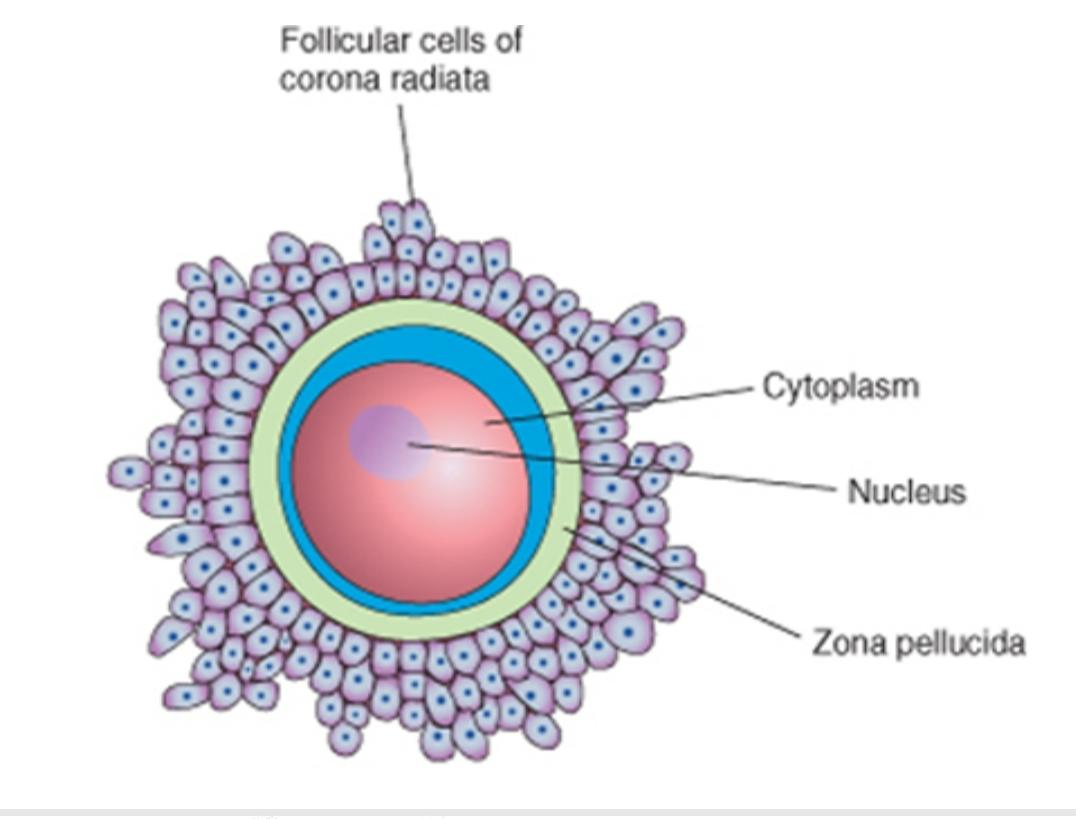 Follicular cells of
corona radiata
Cytoplasm
Nucleus
Zona pellucida